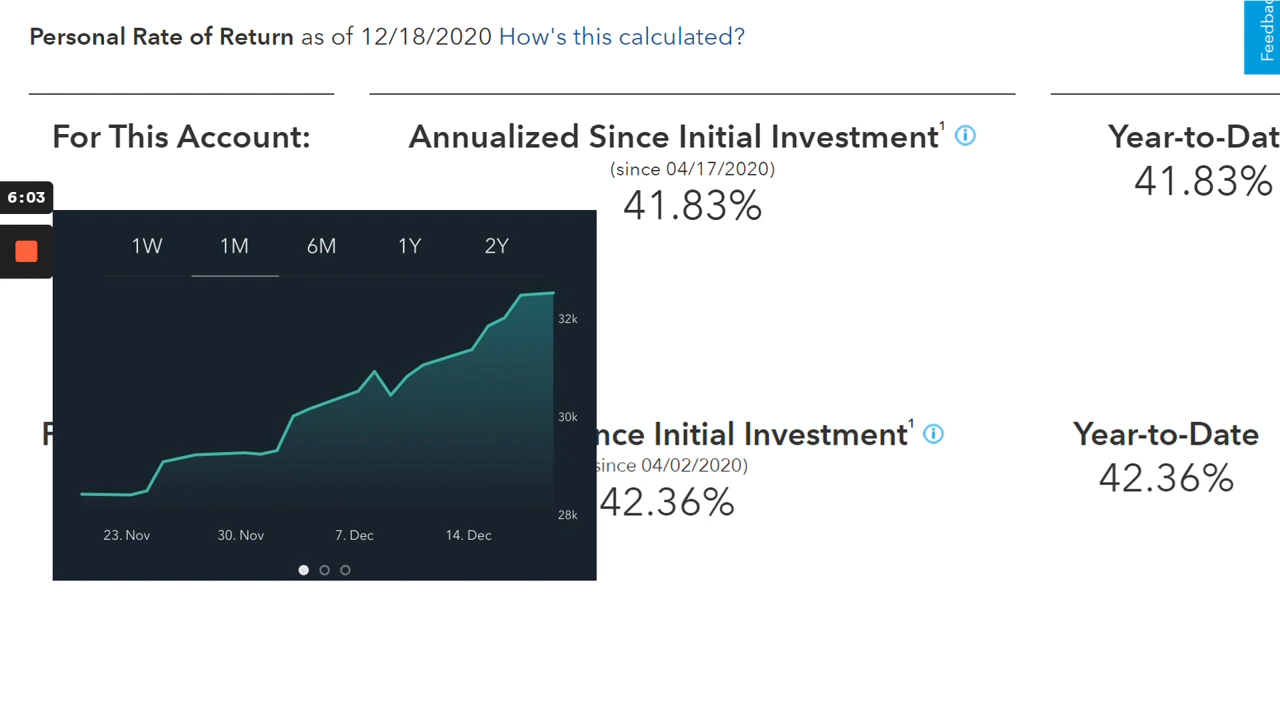 Personal Rate of Return as of 12/18/2020 How's this calculated?
Feedbac
For This Account:
Annualized Since Initial Investment¹
(since 04/17/2020)
41.83%
Year-to-Dat
41.83%
6:03
1W 1M 6M 1Y 2Y
32k
30k
28k
23. Nov 30. Nov 7. Dec 14. Dec
F
nce Initial Investment¹
since 04/02/2020)
42.36%
Year-to-Date
42.36%